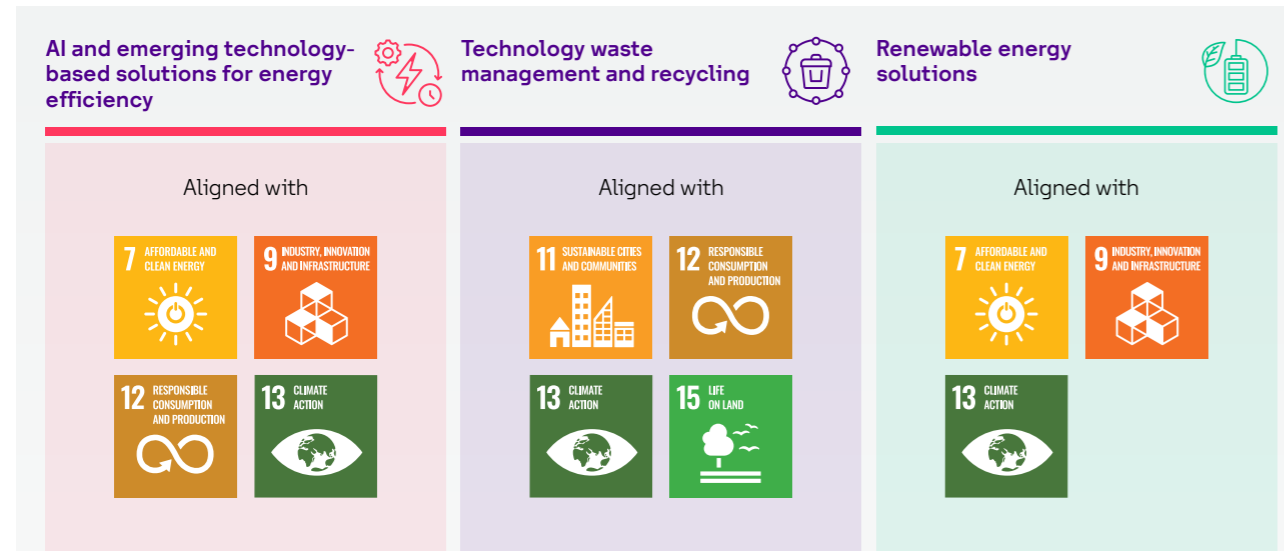 AI and emerging technology-
based solutions for energy
efficiency
Aligned with
7 AFFORDABLE AND
CLEAN ENERGY
9 INDUSTRY, INNOVATION
AND INFRASTRUCTURE
12 RESPONSIBLE
CONSUMPTION
AND PRODUCTION
13 CLIMATE
ACTION
Technology waste
management and recycling
Aligned with
11 SUSTAINABLE CITIES
AND COMMUNITIES
12 RESPONSIBLE
CONSUMPTION
AND PRODUCTION
13 CLIMATE
ACTION
15 LIFE
ON LAND
Renewable energy
solutions
Aligned with
7 AFFORDABLE AND
CLEAN ENERGY
9 INDUSTRY, INNOVATION
AND INFRASTRUCTURE
13 CLIMATE
ACTION